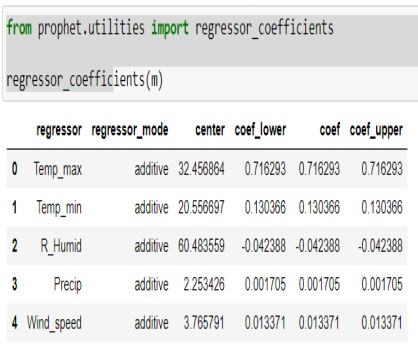 from prophet.utilities import regressor_coefficients
regressor_coefficients(m)
regressor regressor_mode center coef_lower coef coef_upper
0 Temp_max additive 32.456864 0.716293 0.716293 0.716293
1 Temp_min additive 20.556697 0.130366 0.130366 0.130366
2 R_Humid additive 60.483559 -0.042388 -0.042388 -0.042388
3 Precip additive 2.253426 0.001705 0.001705 0.001705
4 Wind_speed additive 3.765791 0.013371 0.013371 0.013371